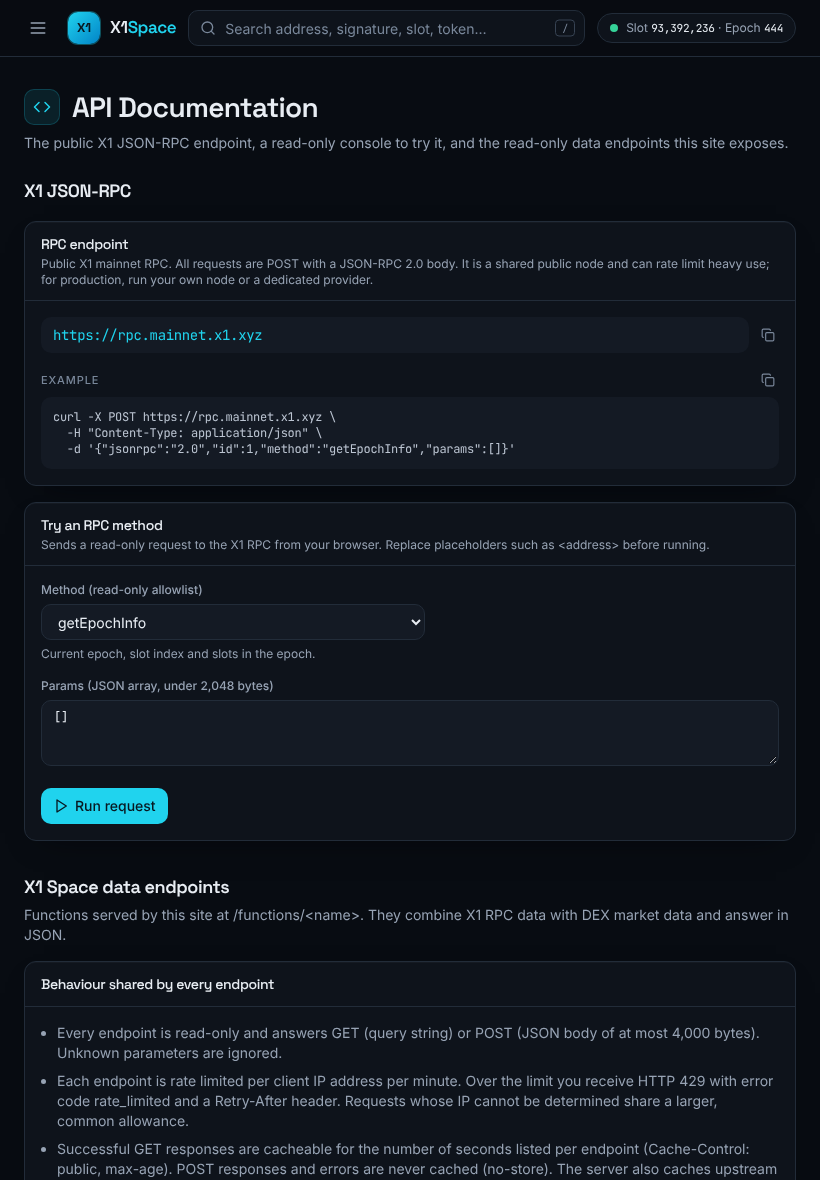 X1 X1Space Search address, signature, slot, token... / Slot 93,392,236 · Epoch 444
API Documentation
The public X1 JSON-RPC endpoint, a read-only console to try it, and the read-only data endpoints this site exposes.
X1 JSON-RPC
RPC endpoint
Public X1 mainnet RPC. All requests are POST with a JSON-RPC 2.0 body. It is a shared public node and can rate limit heavy use;
for production, run your own node or a dedicated provider.
https://rpc.mainnet.x1.xyz
EXAMPLE
curl -X POST https://rpc.mainnet.x1.xyz \
-H "Content-Type: application/json" \
-d '{"jsonrpc":"2.0","id":1,"method":"getEpochInfo","params":[]}'
Try an RPC method
Sends a read-only request to the X1 RPC from your browser. Replace placeholders such as <address> before running.
Method (read-only allowlist)
getEpochInfo
Current epoch, slot index and slots in the epoch.
Params (JSON array, under 2,048 bytes)
[]
Run request
X1 Space data endpoints
Functions served by this site at /functions/<name>. They combine X1 RPC data with DEX market data and answer in
JSON.
Behaviour shared by every endpoint
• Every endpoint is read-only and answers GET (query string) or POST (JSON body of at most 4,000 bytes).
Unknown parameters are ignored.
• Each endpoint is rate limited per client IP address per minute. Over the limit you receive HTTP 429 with error
code rate_limited and a Retry-After header. Requests whose IP cannot be determined share a larger,
common allowance.
• Successful GET responses are cacheable for the number of seconds listed per endpoint (Cache-Control:
public, max-age). POST responses and errors are never cached (no-store). The server also caches upstream